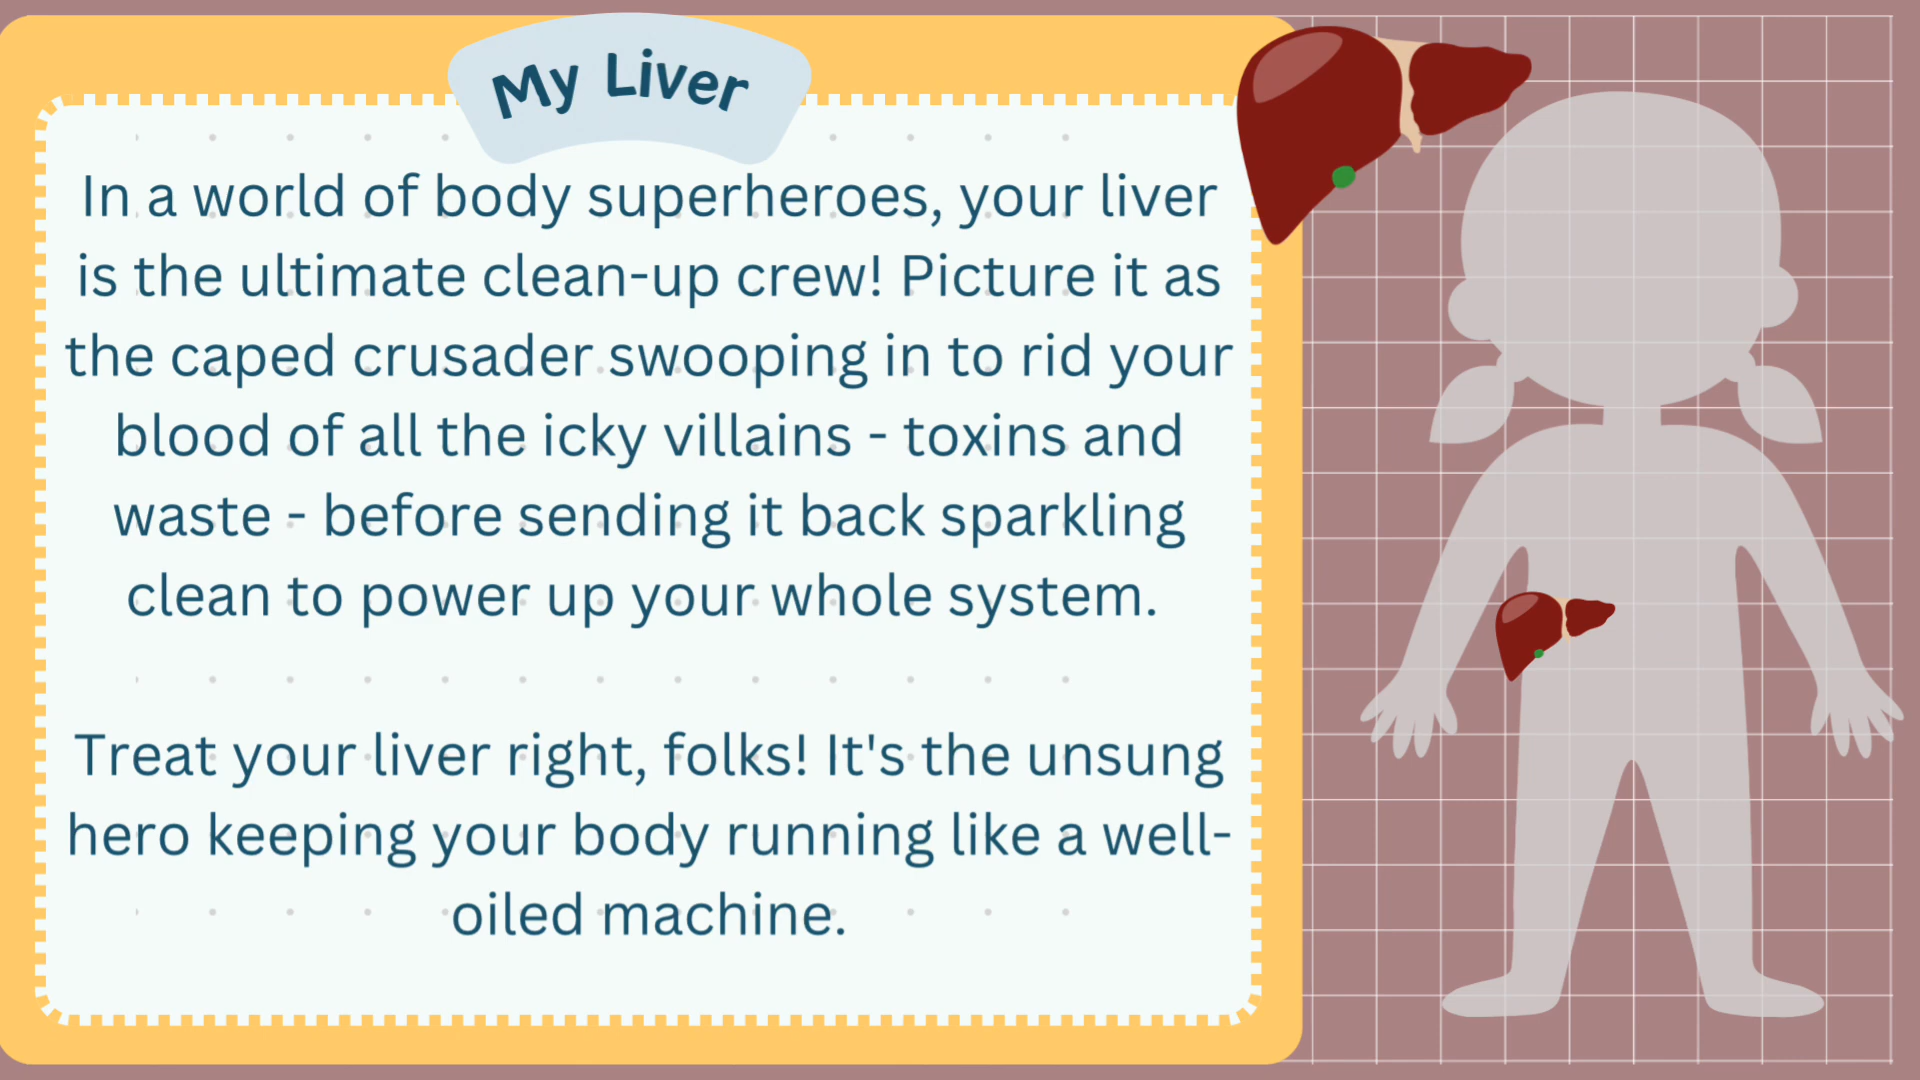 My Liver
In a world of body superheroes, your liver
is the ultimate clean-up crew! Picture it as
the caped crusader swooping in to rid your
blood of all the icky villains - toxins and
waste - before sending it back sparkling
clean to power up your whole system.
Treat your liver right, folks! It's the unsung
hero keeping your body running like a well-
oiled machine.